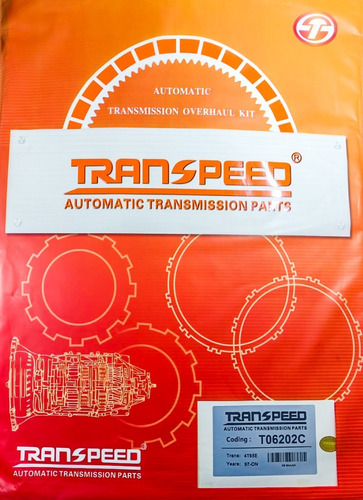 AUTOMATIC
TRANSMISSION OVERHAUL KIT
TRANSPEED®
AUTOMATIC TRANSMISSION PARTS
TRANSPEED
AUTOMATIC TRANSMISSION PARTS
Coding : T06202C
Trans: 4T65E
Years: 97-ON
TRANSPEED®
AUTOMATIC TRANSMISSION PARTS